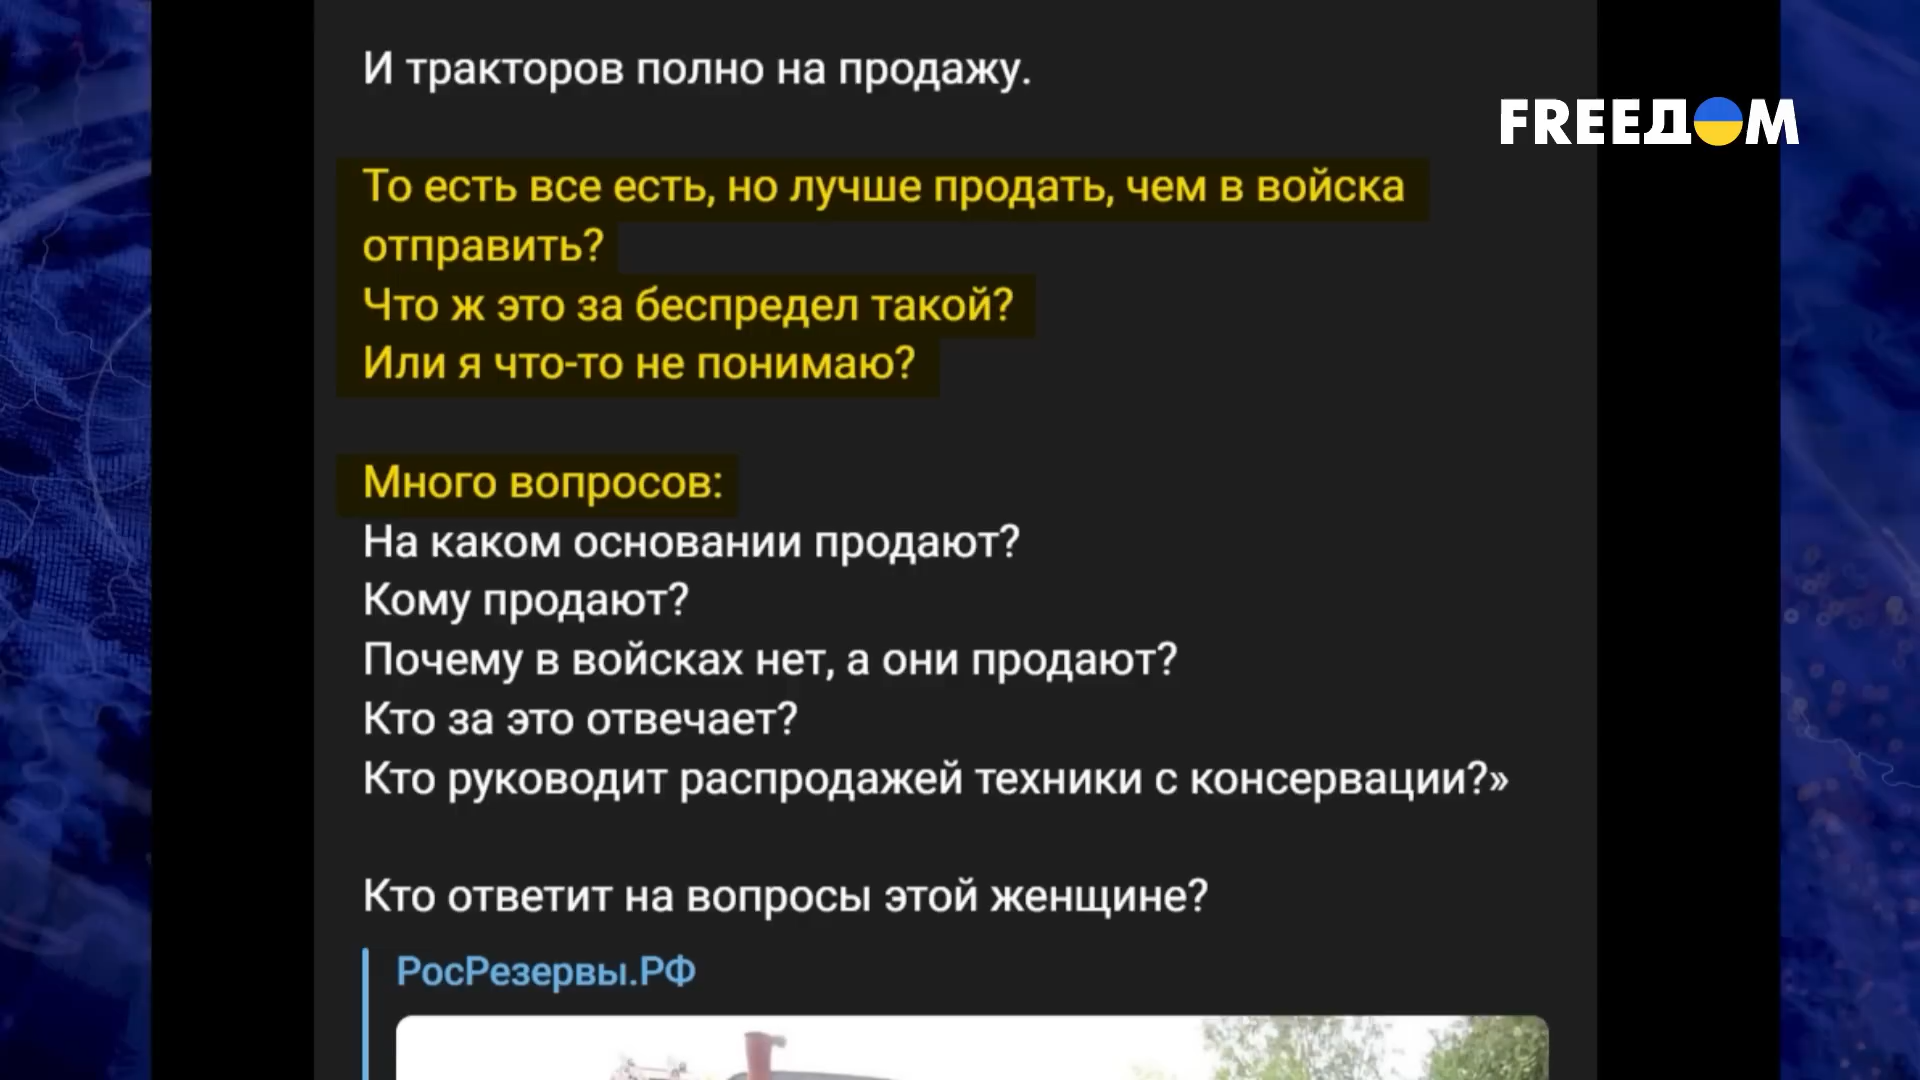 И тракторов полно на продажу.
FREEДOM
То есть все есть, но лучше продать, чем в войска
отправить?
Что ж это за беспредел такой?
Или я что-то не понимаю?
Много вопросов:
На каком основании продают?
Кому продают?
Почему в войсках нет, а они продают?
Кто за это отвечает?
Кто руководит распродажей техники с консервации?»
Кто ответит на вопросы этой женщине?
РосРезервы.РФ